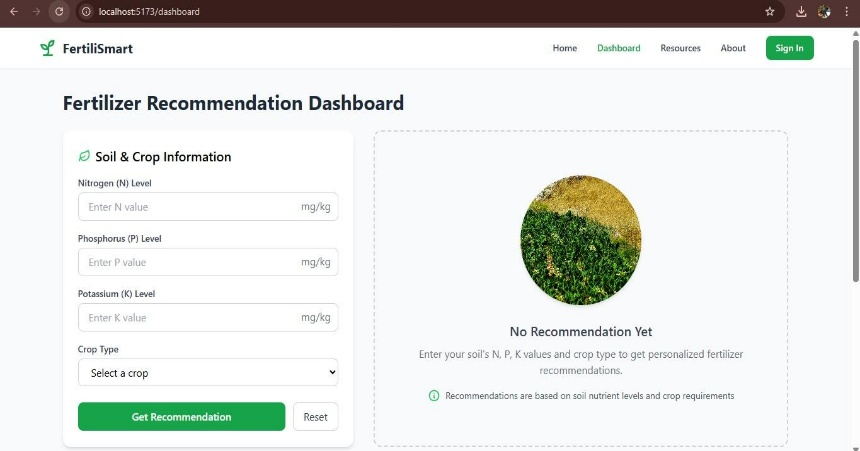 localhost:5173/dashboard
FertiliSmart
Home Dashboard Resources About Sign In
Fertilizer Recommendation Dashboard
Soil & Crop Information
Nitrogen (N) Level
Enter N value mg/kg
Phosphorus (P) Level
Enter P value mg/kg
Potassium (K) Level
Enter K value mg/kg
Crop Type
Select a crop
Get Recommendation Reset
No Recommendation Yet
Enter your soil's N, P, K values and crop type to get personalized fertilizer
recommendations.
Recommendations are based on soil nutrient levels and crop requirements